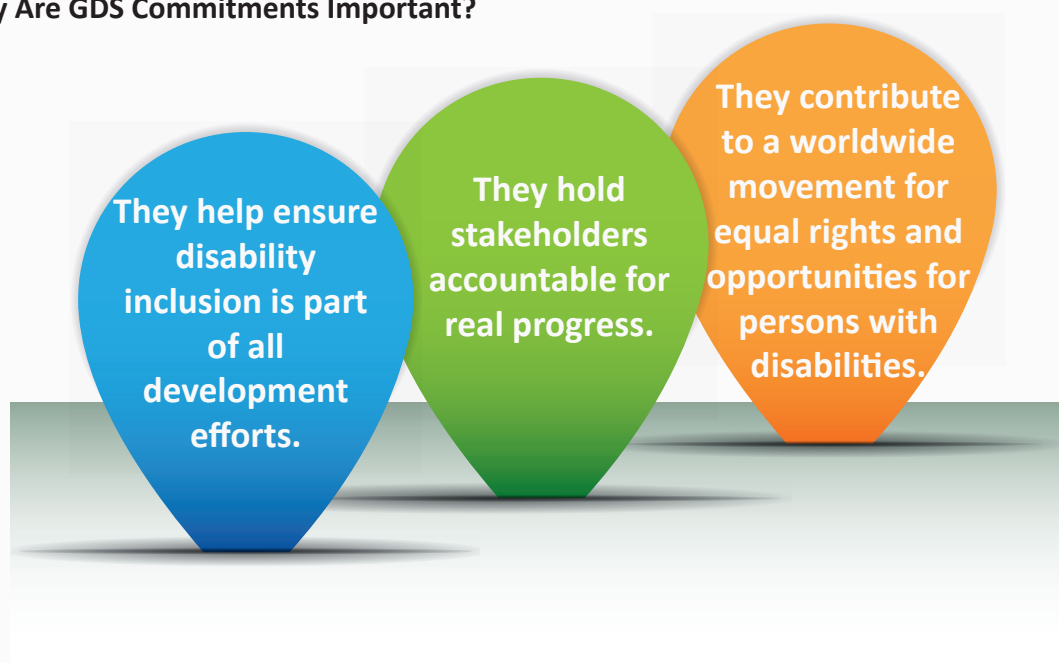 y Are GDS Commitments Important?
They help ensure
disability
inclusion is part
of all
development
efforts.
They hold
stakeholders
accountable for
real progress.
They contribute
to a worldwide
movement for
equal rights and
opportunities for
persons with
disabilities.